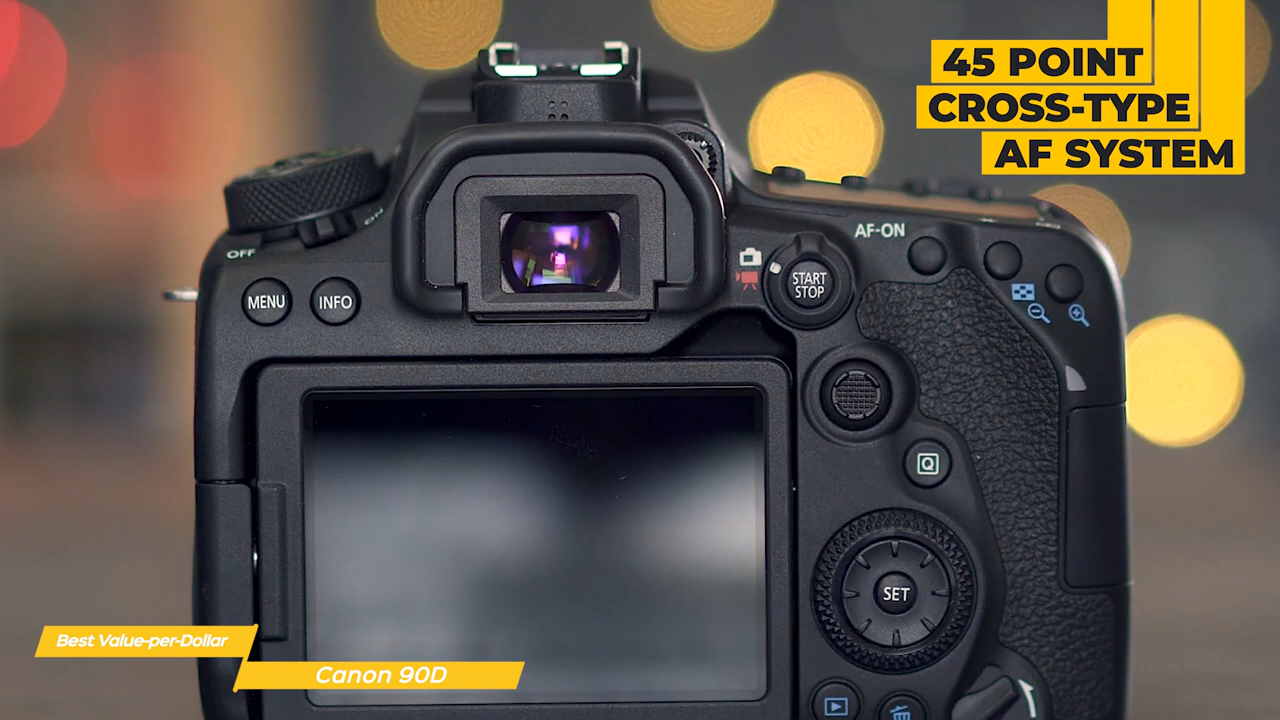 45 POINT
CROSS-TYPE
AF SYSTEM
ON
OFF
AF-ON
MENU
INFO
START
STOP
Q
SET
Best Value-per-Dollar
Canon 90D